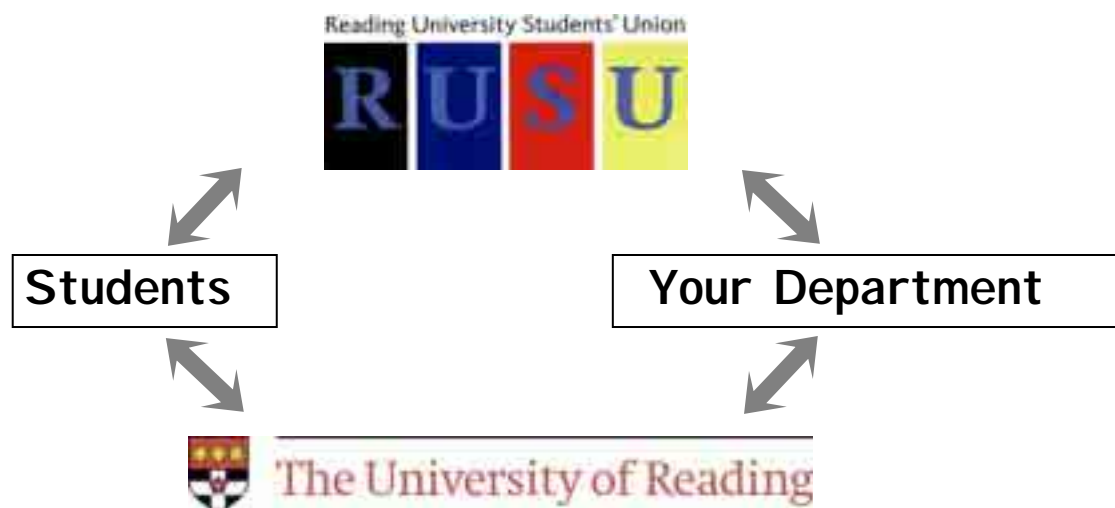 Reading University Students' Union
RUSU
Students
Your Department
The University of Reading